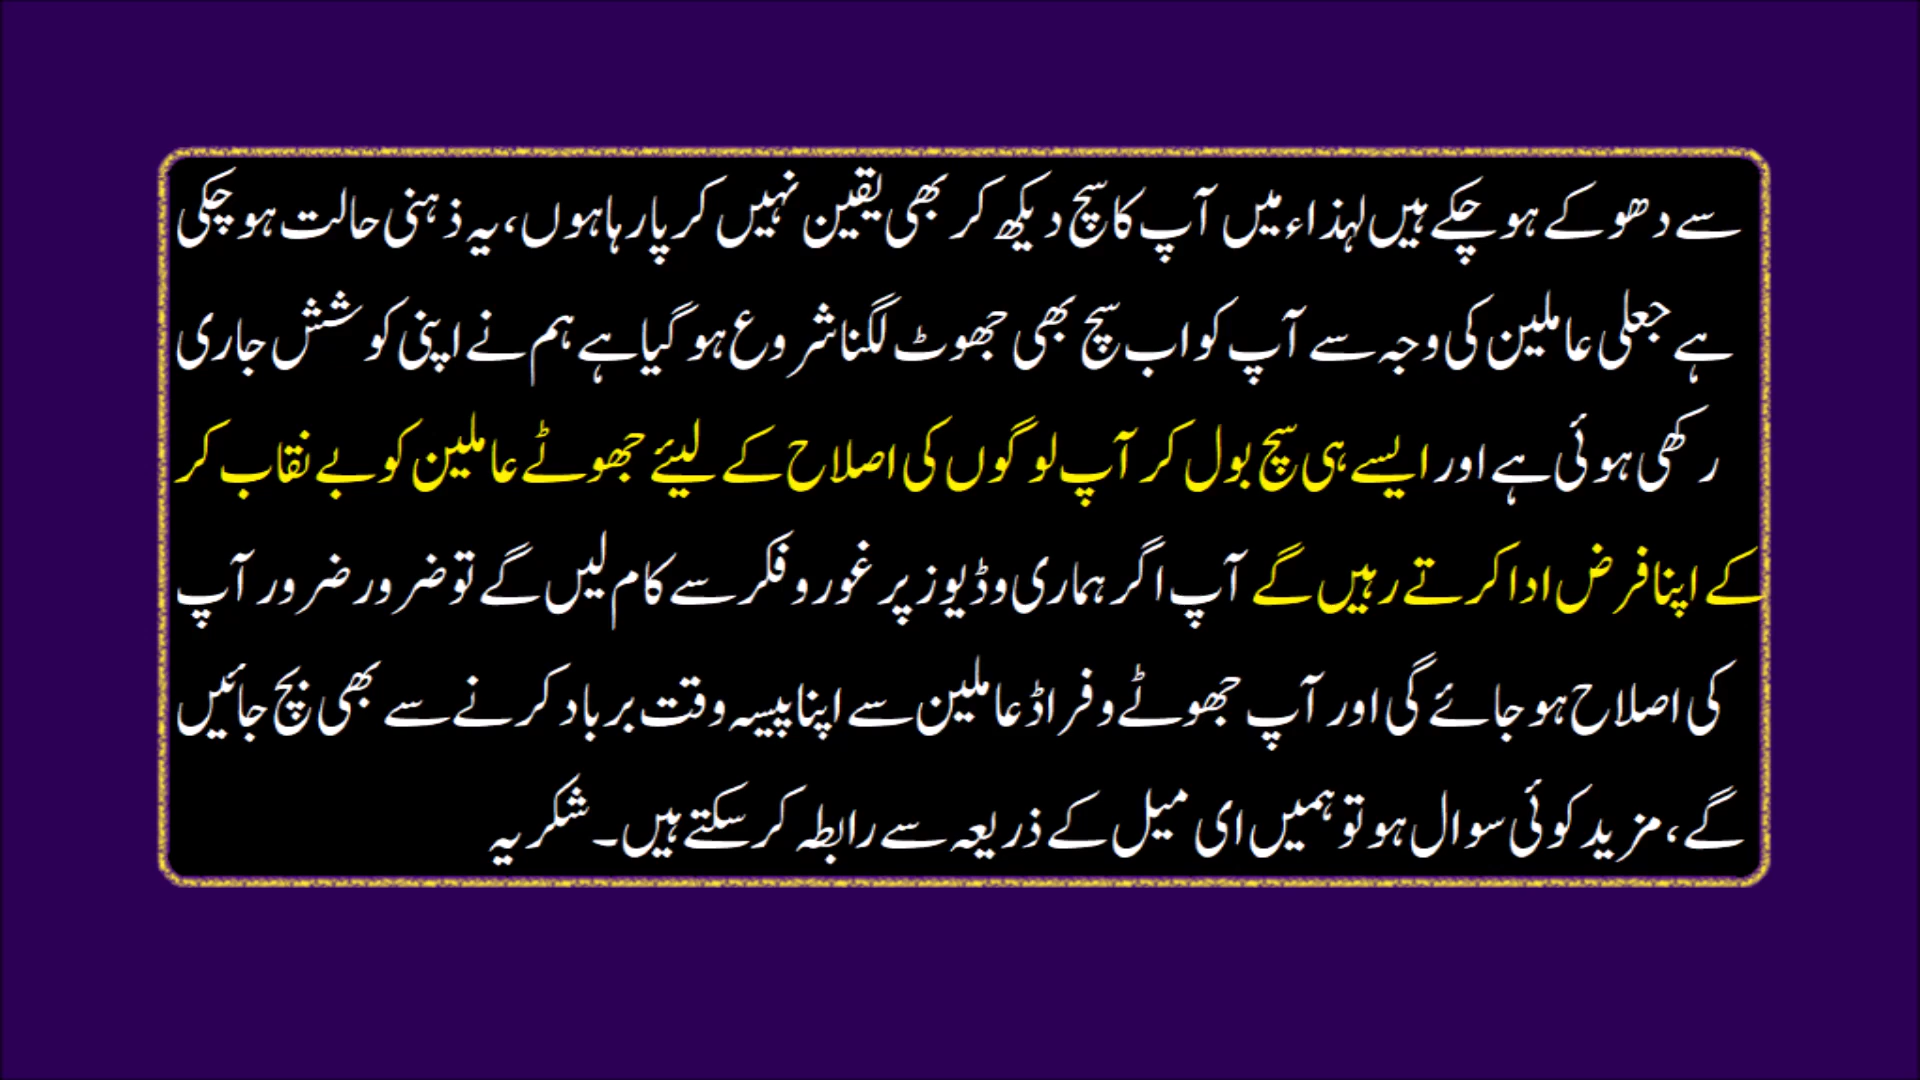 سے دھوکے ہو چکے ہیں لہذاء میں آپ کا سچ دیکھ کر بھی یقین نہیں کر پا رہا ہوں، یہ ذہنی حالت ہو چکی
ہے جعلی عاملین کی وجہ سے آپ کو اب سچ بھی جھوٹ لگنا شروع ہو گیا ہے ہم نے اپنی کوشش جاری
رکھی ہوئی ہے اور ایسے ہی سچ بول کر آپ لوگوں کی اصلاح کے لیئے جھوٹے عاملین کو بے نقاب کر
کے اپنا فرض ادا کرتے رہیں گے آپ اگر ہماری وڈیوز پر غور و فکر سے کام لیں گے تو ضرور ضرور آپ
کی اصلاح ہو جائے گی اور آپ جھوٹے و فراڈ عاملین سے اپنا پیسہ وقت برباد کرنے سے بھی بچ جائیں
گے، مزید کوئی سوال ہو تو ہمیں ای میل کے ذریعہ سے رابطہ کر سکتے ہیں۔ شکریہ